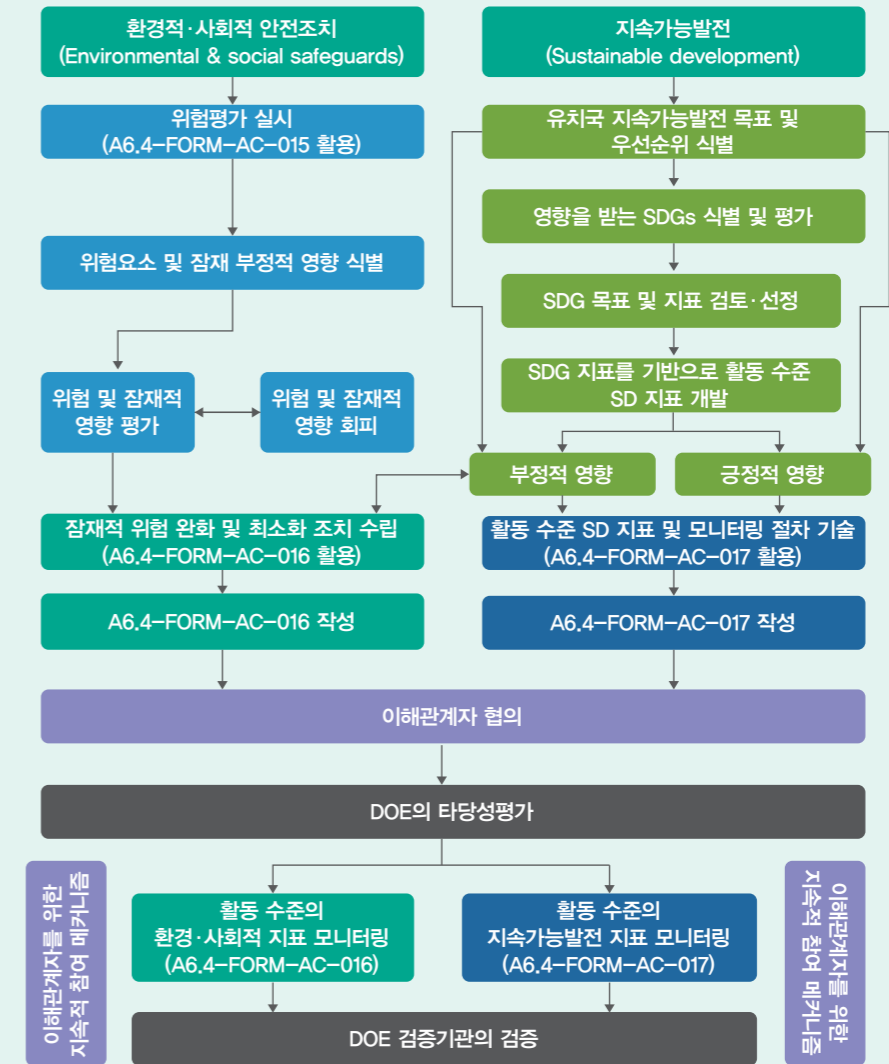 환경적·사회적 안전조치
(Environmental & social safeguards)
지속가능발전
(Sustainable development)
위험평가 실시
(A6.4-FORM-AC-015 활용)
유치국 지속가능발전 목표 및
우선순위 식별
영향을 받는 SDGs 식별 및 평가
위험요소 및 잠재 부정적 영향 식별
SDG 목표 및 지표 검토·선정
위험 및 잠재적
영향 평가
위험 및 잠재적
영향 회피
SDG 지표를 기반으로 활동 수준
SD 지표 개발
부정적 영향
긍정적 영향
잠재적 위험 완화 및 최소화 조치 수립
(A6.4-FORM-AC-016 활용)
활동 수준 SD 지표 및 모니터링 절차 기술
(A6.4-FORM-AC-017 활용)
A6.4-FORM-AC-016 작성
A6.4-FORM-AC-017 작성
이해관계자 협의
DOE의 타당성평가
이해관계자를 위한
지속적 참여 메커니즘
활동 수준의
환경·사회적 지표 모니터링
(A6.4-FORM-AC-016)
활동 수준의
지속가능발전 지표 모니터링
(A6.4-FORM-AC-017)
이해관계자를 위한
지속적 참여 메커니즘
DOE 검증기관의 검증